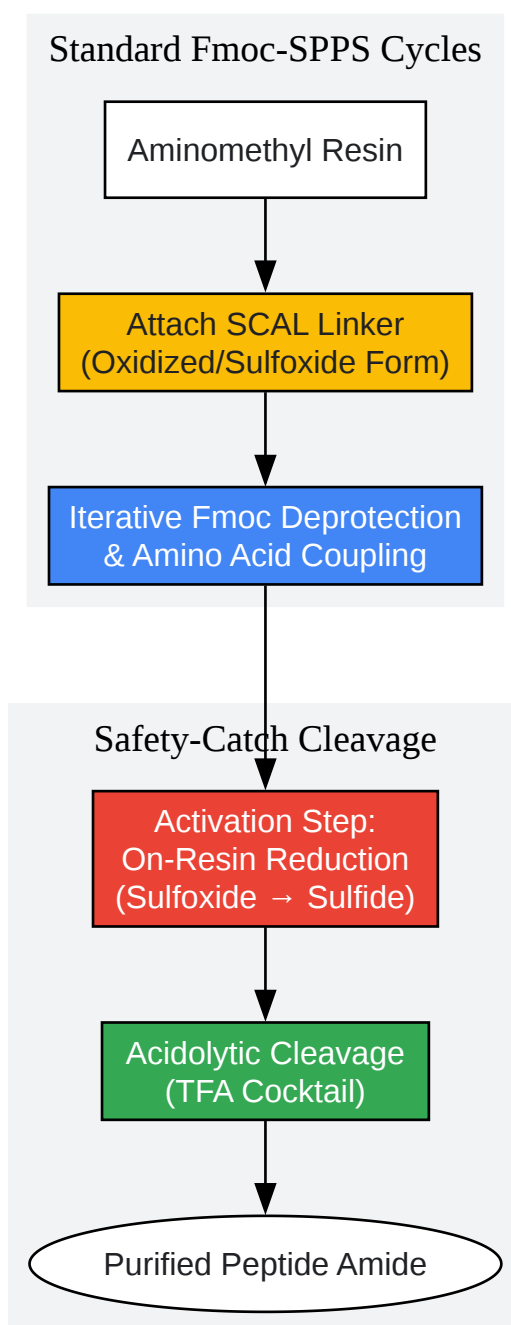 Standard Fmoc-SPPS Cycles
Aminomethyl Resin
Attach SCAL Linker
(Oxidized/Sulfoxide Form)
Iterative Fmoc Deprotection
& Amino Acid Coupling
Safety-Catch Cleavage
Activation Step:
On-Resin Reduction
(Sulfoxide → Sulfide)
Acidolytic Cleavage
(TFA Cocktail)
Purified Peptide Amide